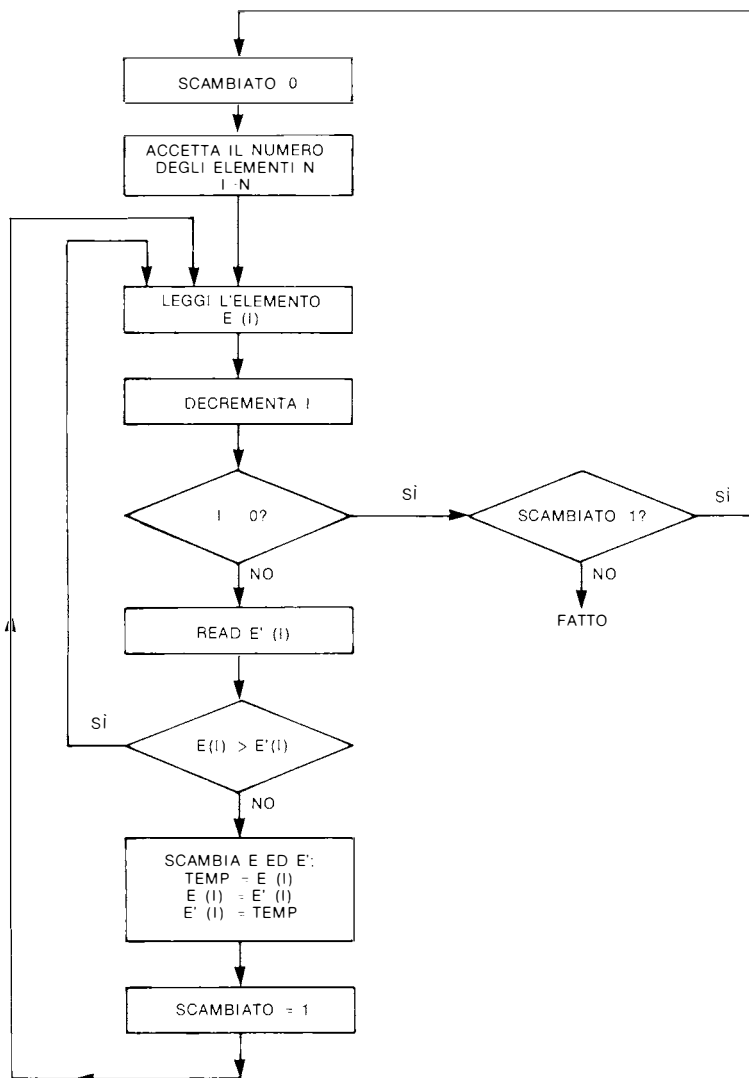 SCAMBIATO 0
ACCETTA IL NUMERO
DEGLI ELEMENTI N
I N
LEGGI L'ELEMENTO
E (I)
DECREMENTA I
I 0?
SÌ
SCAMBIATO 1?
SÌ
NO
NO
FATTO
READ E' (I)
SÌ
E(I) > E'(I)
NO
SCAMBIA E ED E':
TEMP = E (I)
E (I) = E' (I)
E' (I) = TEMP
SCAMBIATO = 1